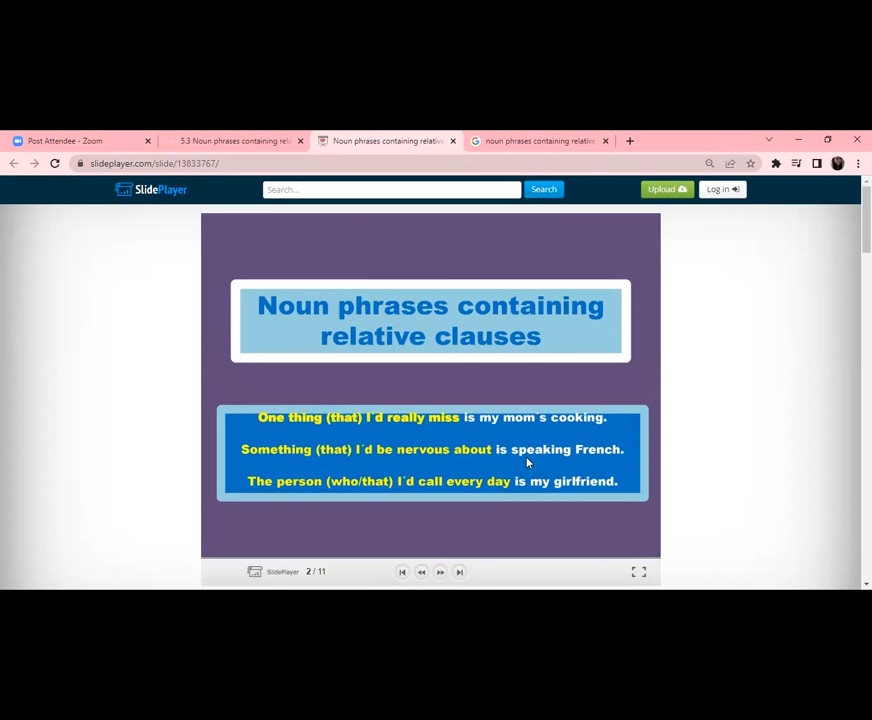 Post Attendee - Zoom
5.3 Noun phrases containing rela
Noun phrases containing relative
noun phrases containing relative
slideplayer.com/slide/13833767/
SlidePlayer
Search...
Search
Upload
Log in
Noun phrases containing
relative clauses
One thing (that) I´d really miss is my mom´s cooking.
Something (that) I´d be nervous about is speaking French.
The person (who/that) I´d call every day is my girlfriend.
SlidePlayer
2 / 11